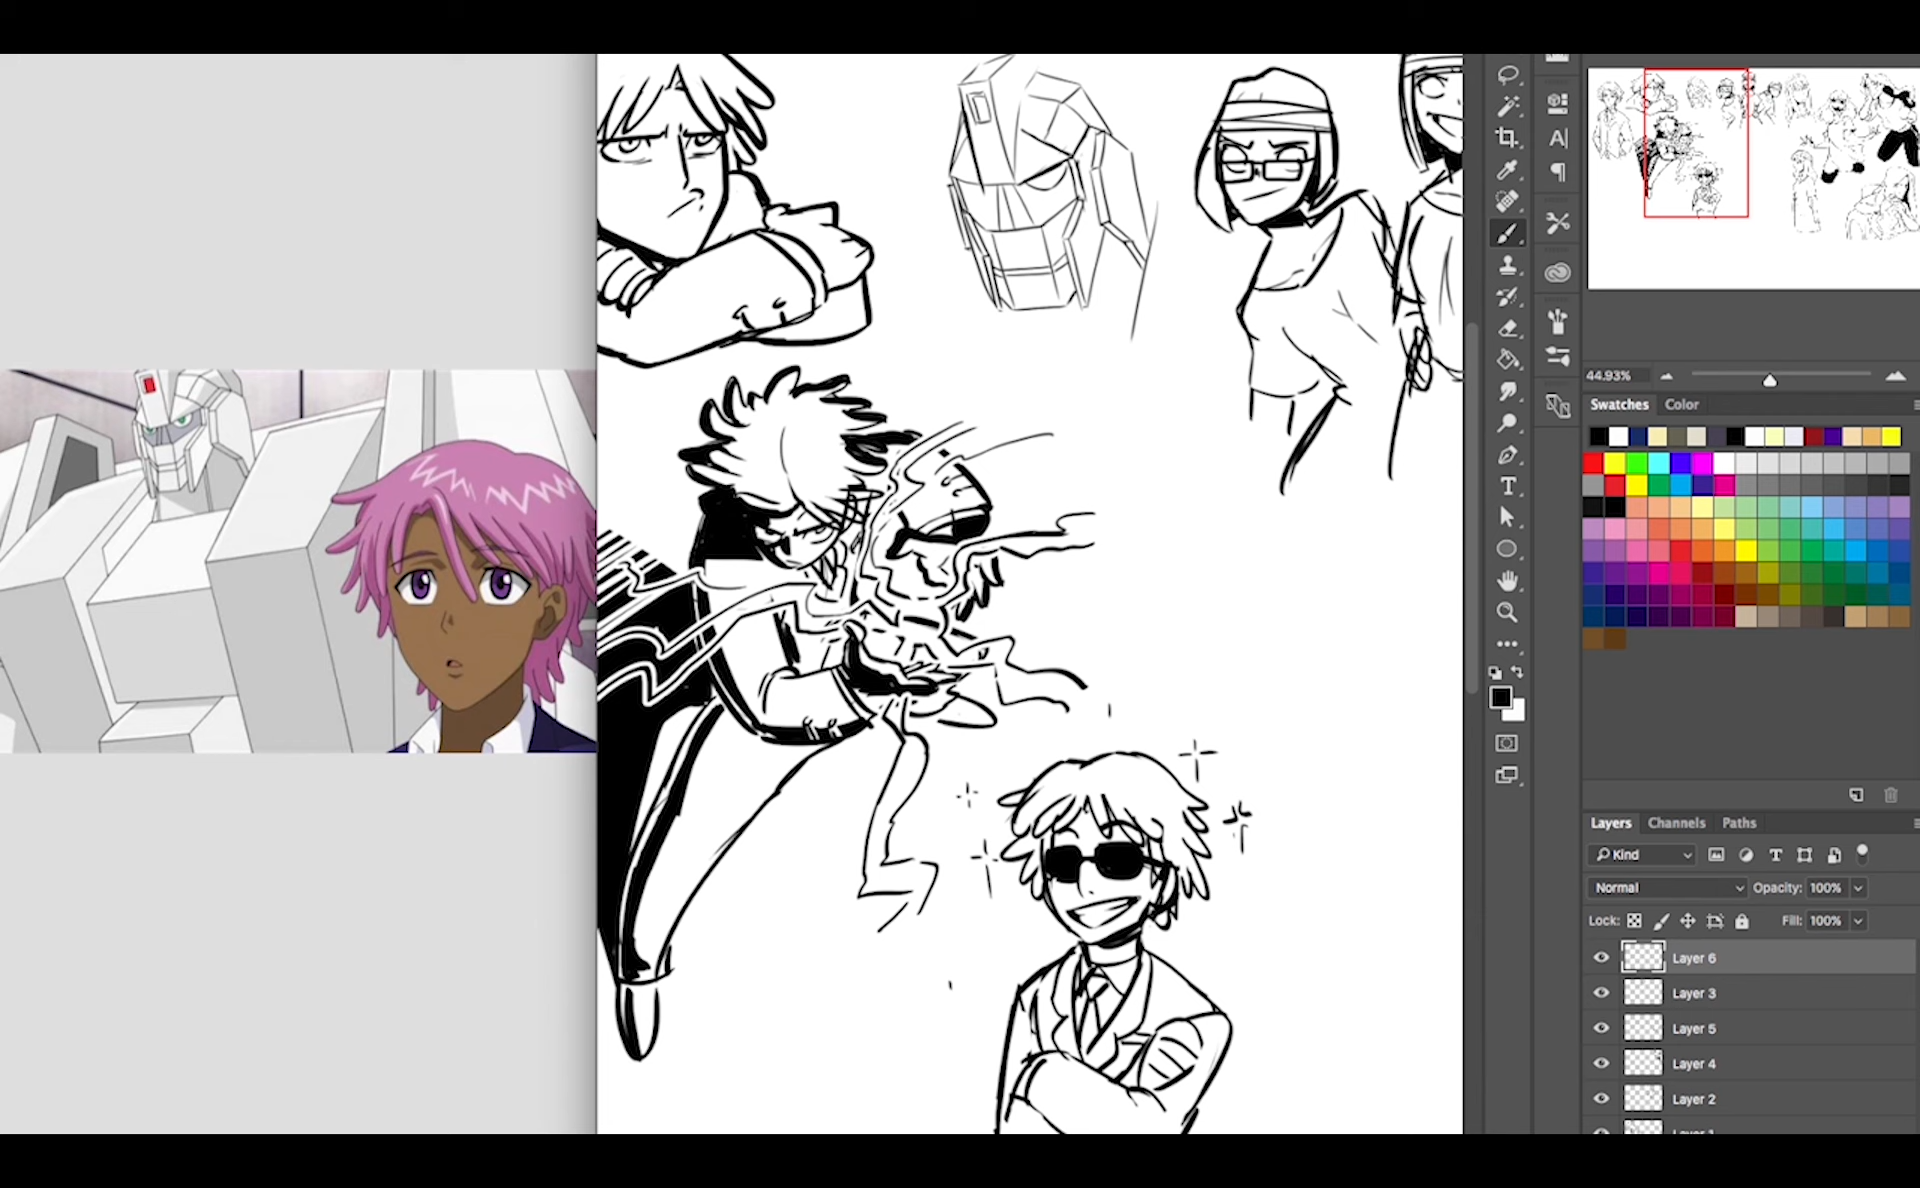 44.93%
Swatches Color
Layers Channels Paths
Kind
Normal Opacity: 100%
Lock: Fill: 100%
Layer 6
Layer 3
Layer 5
Layer 4
Layer 2